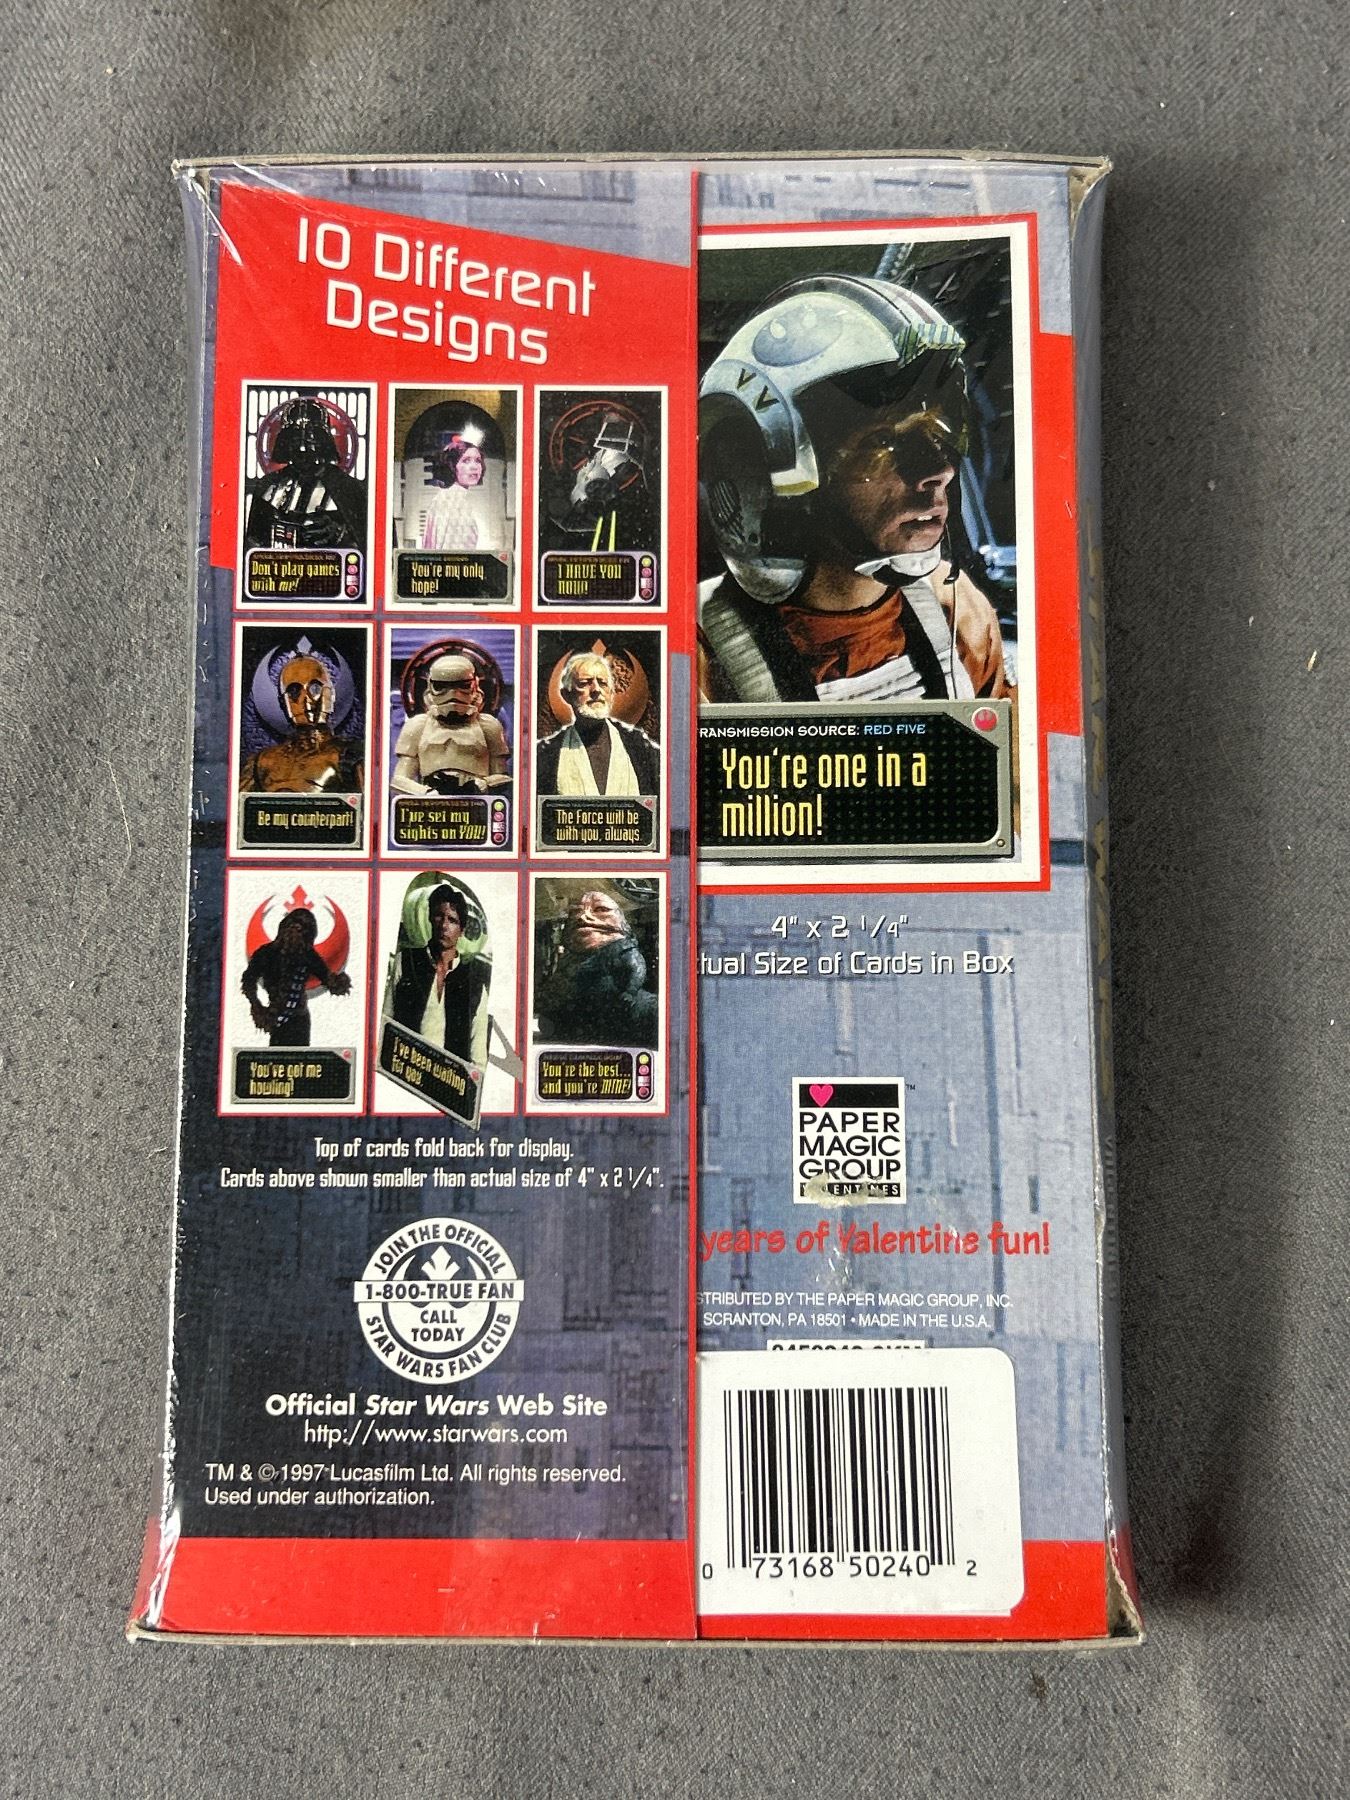 10 Different
Designs
Don't play games
with me!
You're my only
hope!
I HAVE YOU
NOW!
Be my counterpart!
I've set my
sights on YOU!
The Force will be
with you, always.
You've got me
howling!
I've been waiting
for you.
You're the best...
and you're MINE!
Top of cards fold back for display.
Cards above shown smaller than actual size of 4" x 2 1/4".
JOIN THE OFFICIAL
1-800-TRUE FAN
CALL
TODAY
STAR WARS FAN CLUB
Official Star Wars Web Site
http://www.starwars.com
TM & © 1997 Lucasfilm Ltd. All rights reserved.
Used under authorization.
RANSMISSION SOURCE: RED FIVE
You're one in a
million!
4" x 2 1/4"
tual Size of Cards in Box
PAPER
MAGIC
GROUP
TM
years of Valentine fun!
STRIBUTED BY THE PAPER MAGIC GROUP, INC.
SCRANTON, PA 18501 • MADE IN THE U.S.A.
0 73168 50240 2